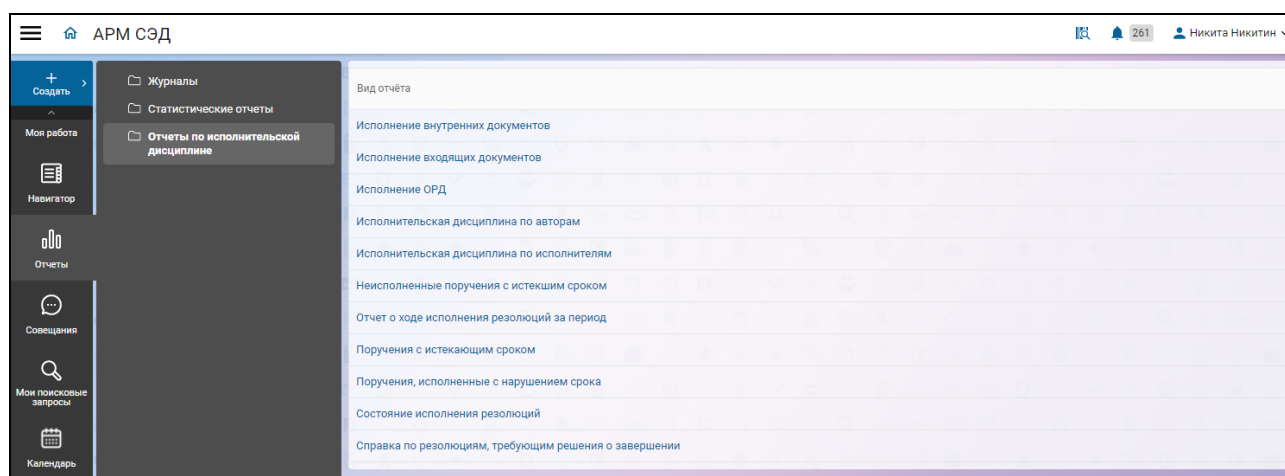 АРМ СЭД
261
Никита Никитин
Создать
Моя работа
Навигатор
Отчеты
Совещания
Мои поисковые
запросы
Календарь
Журналы
Статистические отчеты
Отчеты по исполнительской
дисциплине
Вид отчёта
Исполнение внутренних документов
Исполнение входящих документов
Исполнение ОРД
Исполнительская дисциплина по авторам
Исполнительская дисциплина по исполнителям
Неисполненные поручения с истекшим сроком
Отчет о ходе исполнения резолюций за период
Поручения с истекающим сроком
Поручения, исполненные с нарушением срока
Состояние исполнения резолюций
Справка по резолюциям, требующим решения о завершении